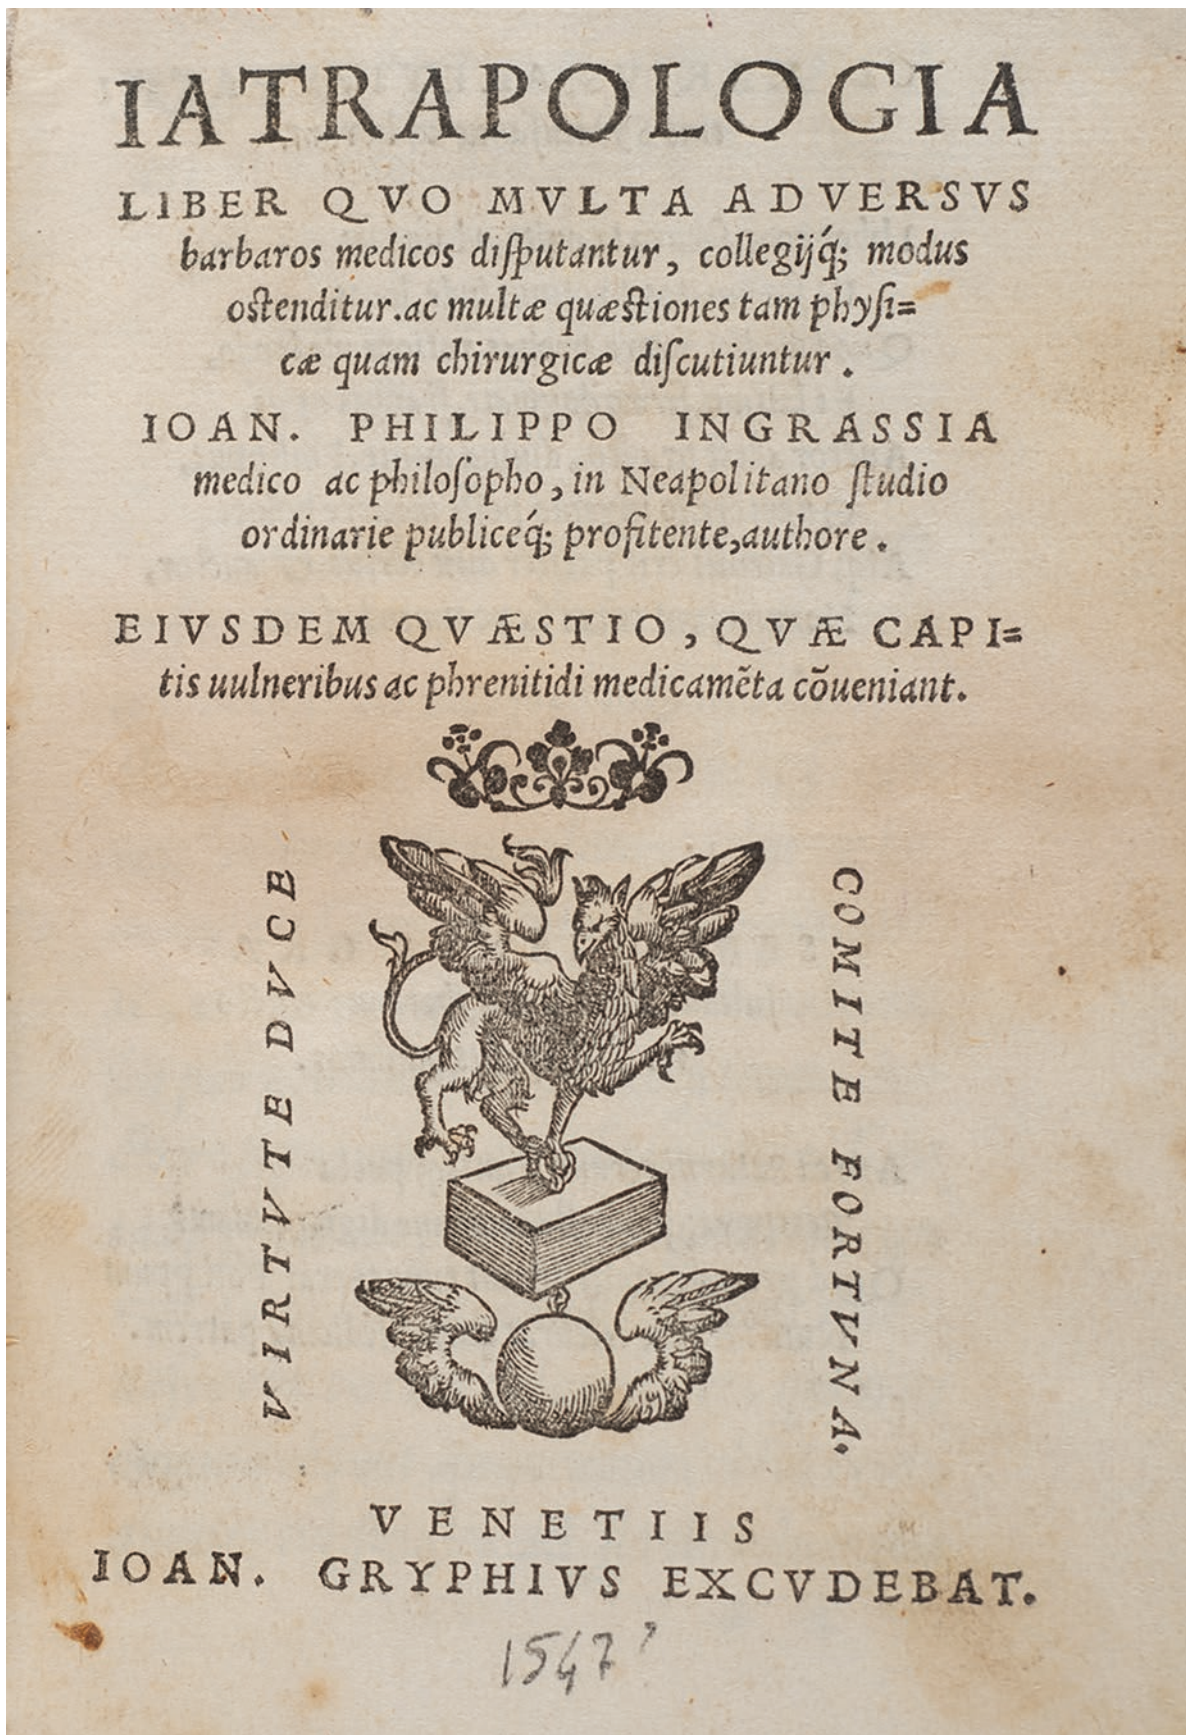 IATRAPOLOGIA
LIBER QVO MVLTA ADVERSVS
barbaros medicos diſputantur, collegijq́; modus
ostenditur. ac multæ quæstiones tam phyſi=
cæ quam chirurgicæ diſcutiuntur.
IOAN. PHILIPPO INGRASSIA
medico ac philoſopho, in Neapolitano ſtudio
ordinarie publiceq́; profitente, authore.
EIVSDEM QVÆSTIO, QVÆ CAPI=
tis uulneribus ac phrenitidi medicamẽta cõueniant.
VIRTVTE DVCE
COMITE FORTVNA.
VENETIIS
IOAN. GRYPHIVS EXCVDEBAT.
1547?